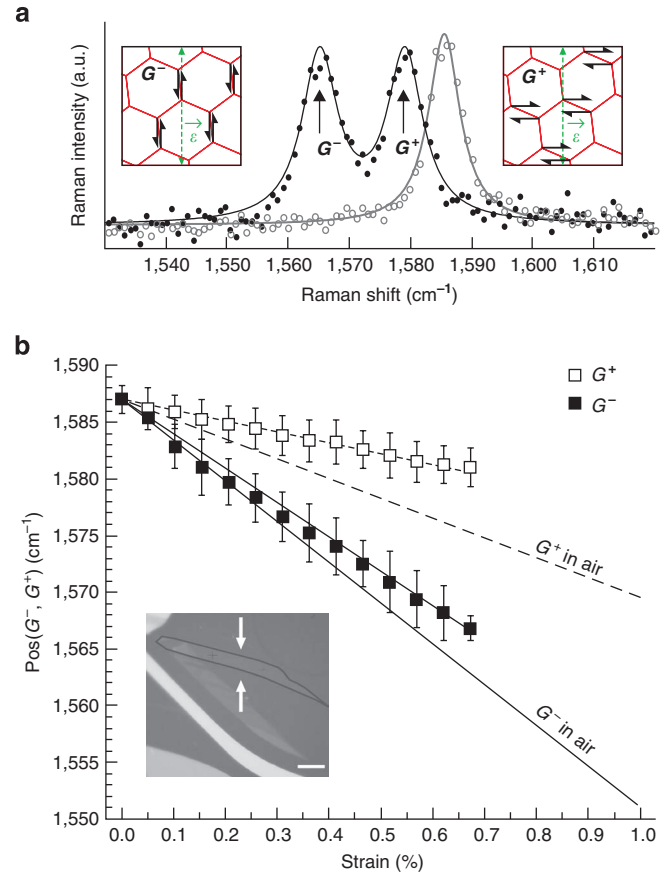 a
Raman intensity (a.u.)
G−
ε
G+
ε
G−
G+
1,540 1,550 1,560 1,570 1,580 1,590 1,600 1,610
Raman shift (cm−1)
b
1,590
1,585
1,580
1,575
1,570
1,565
1,560
1,555
1,550
Pos(G−, G+) (cm−1)
G+
G−
G+ in air
G− in air
0.0 0.1 0.2 0.3 0.4 0.5 0.6 0.7 0.8 0.9 1.0
Strain (%)